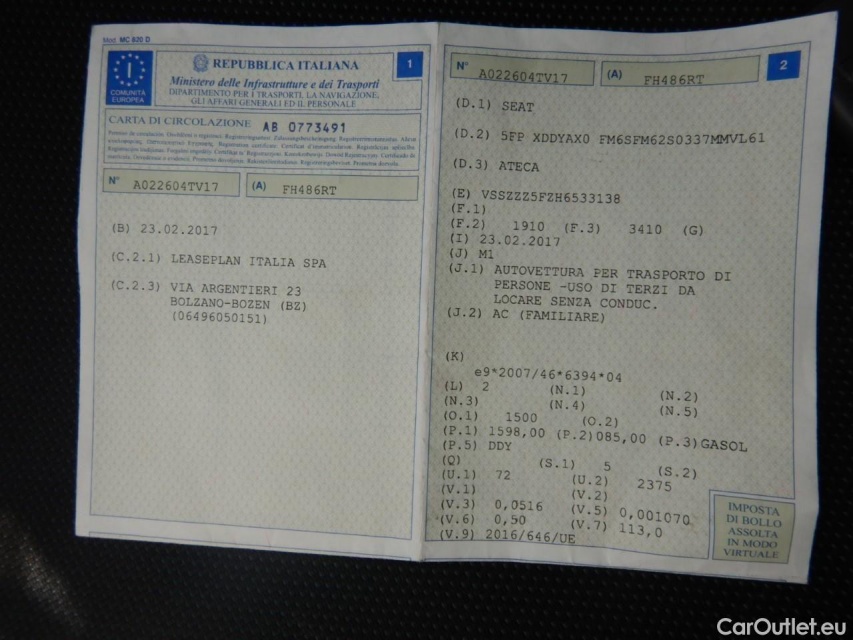 Mod. MC 820 D
I
COMUNITÀ
EUROPEA
REPUBBLICA ITALIANA
1
Ministero delle Infrastrutture e dei Trasporti
DIPARTIMENTO PER I TRASPORTI, LA NAVIGAZIONE,
GLI AFFARI GENERALI ED IL PERSONALE
CARTA DI CIRCOLAZIONE AB 0773491
N° A022604TV17 (A) FH486RT
(B) 23.02.2017
(C.2.1) LEASEPLAN ITALIA SPA
(C.2.3) VIA ARGENTIERI 23
BOLZANO-BOZEN (BZ)
(06496050151)
N° A022604TV17 (A) FH486RT
2
(D.1) SEAT
(D.2) 5FP XDDYAX0 FM6SFM62S0337MMVL61
(D.3) ATECA
(E) VSSZZZ5FZH6533138
(F.1)
(F.2) 1910 (F.3) 3410 (G)
(I) 23.02.2017
(J) M1
(J.1) AUTOVETTURA PER TRASPORTO DI
PERSONE -USO DI TERZI DA
LOCARE SENZA CONDUC.
(J.2) AC (FAMILIARE)
(K)
e9*2007/46*6394*04
(L) 2 (N.1) (N.2)
(N.3) (N.4) (N.5)
(O.1) 1500 (O.2)
(P.1) 1598,00 (P.2)085,00 (P.3)GASOL
(P.5) DDY
(Q) (S.1) 5 (S.2)
(U.1) 72 (U.2) 2375
(V.1) (V.2)
(V.3) 0,0516 (V.5) 0,001070
(V.6) 0,50 (V.7) 113,0
(V.9) 2016/646/UE
IMPOSTA
DI BOLLO
ASSOLTA
IN MODO
VIRTUALE
CarOutlet.eu